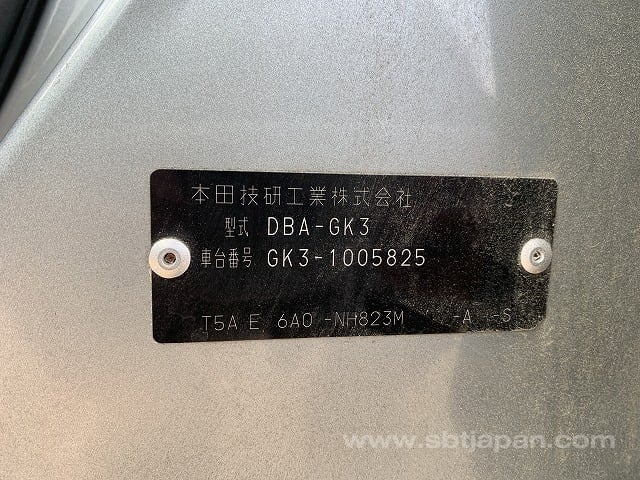 本田技研工業株式会社
型式 DBA-GK3
車台番号 GK3-1005825
T5A E 6A0 -NH823M -A -S
www.sbtjapan.com